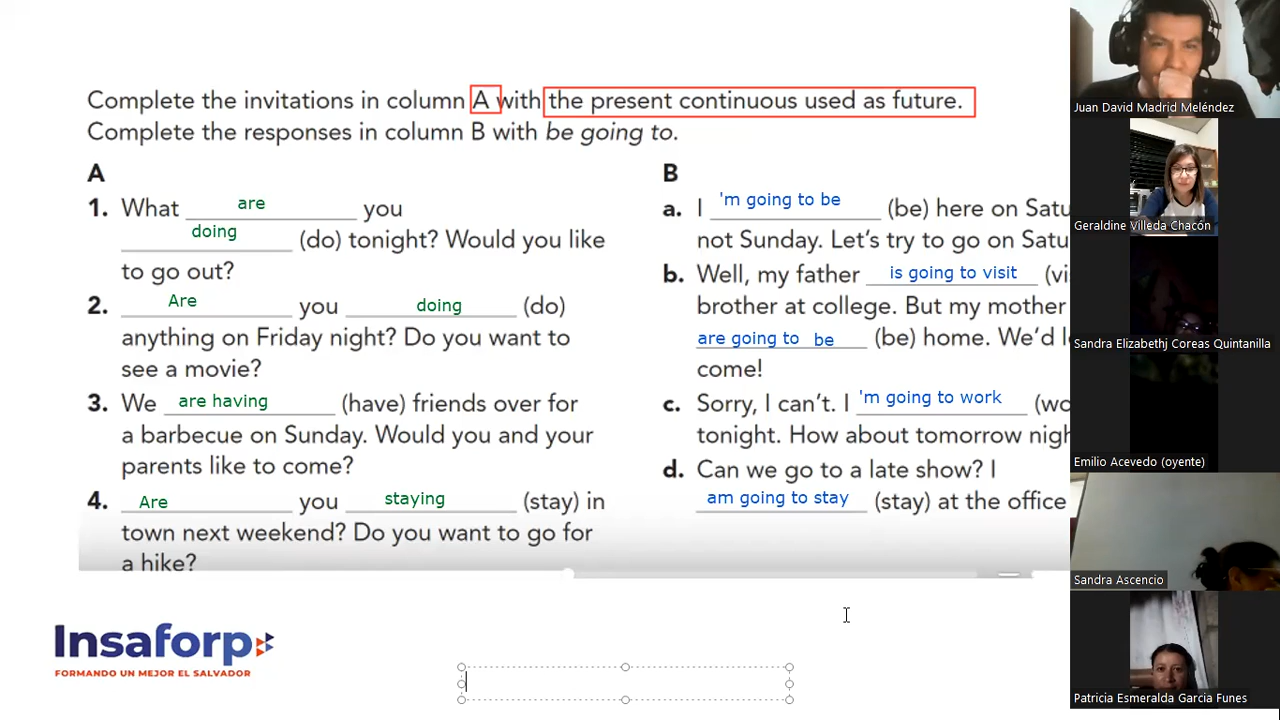 Complete the invitations in column A with the present continuous used as future.
Complete the responses in column B with be going to.
A
1. What are you
doing (do) tonight? Would you like
to go out?
2. Are you doing (do)
anything on Friday night? Do you want to
see a movie?
3. We are having (have) friends over for
a barbecue on Sunday. Would you and your
parents like to come?
4. Are you staying (stay) in
town next weekend? Do you want to go for
a hike?
B
a. I 'm going to be (be) here on Satu
not Sunday. Let's try to go on Satu
b. Well, my father is going to visit (vi
brother at college. But my mother
are going to be (be) home. We'd l
come!
c. Sorry, I can't. I 'm going to work (wo
tonight. How about tomorrow nig
d. Can we go to a late show? I
am going to stay (stay) at the office
Insaforp
FORMANDO UN MEJOR EL SALVADOR
Juan David Madrid Meléndez
Geraldine Villeda Chacón
Sandra Elizabethj Coreas Quintanilla
Emilio Acevedo (oyente)
Sandra Ascencio
Patricia Esmeralda Garcia Funes